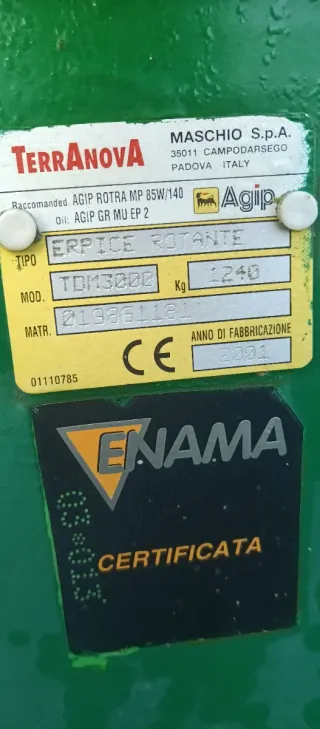 TERRANOVA
MASCHIO S.p.A.
35011 CAMPODARSEGO
PADOVA ITALY
Raccomanded AGIP ROTRA MP 85W/140
Oil: AGIP GR MU EP 2
Agip
TIPO ERPICE ROTANTE
MOD. TDM3000 Kg 1240
MATR.
ANNO DI FABBRICAZIONE
CE 2001
01110785
ENAMA
CERTIFICATA